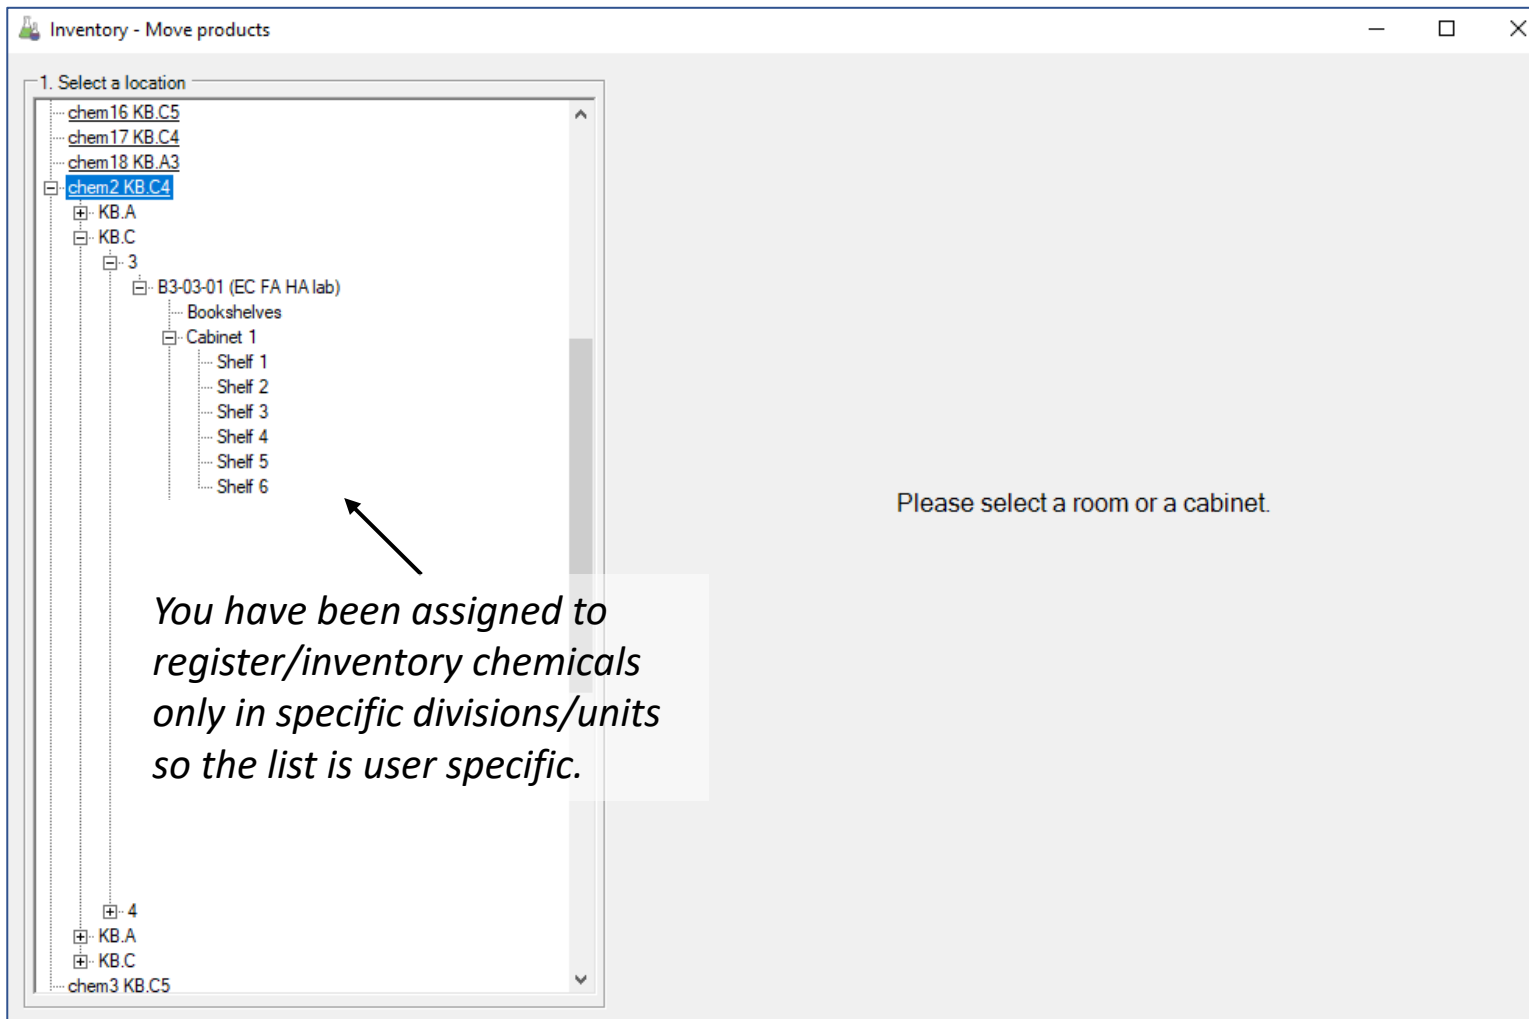 Inventory - Move products
1. Select a location
chem16 KB.C5
chem17 KB.C4
chem18 KB.A3
chem2 KB.C4
KB.A
KB.C
3
B3-03-01 (EC FA HA lab)
Bookshelves
Cabinet 1
Shelf 1
Shelf 2
Shelf 3
Shelf 4
Shelf 5
Shelf 6
You have been assigned to
register/inventory chemicals
only in specific divisions/units
so the list is user specific.
4
KB.A
KB.C
chem3 KB.C5
Please select a room or a cabinet.